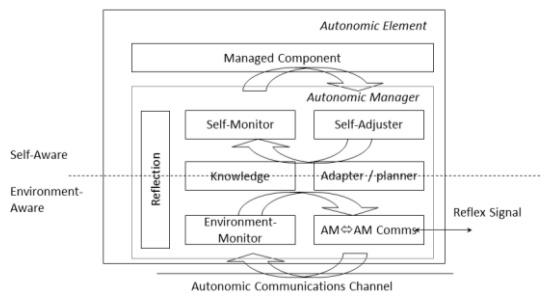 Autonomic Element
Managed Component
Autonomic Manager
Self-Monitor
Self-Adjuster
Reflection
Self-Aware
Knowledge
Adapter / planner
Environment-
Aware
Environment-
Monitor
AM⇔AM Comms
Reflex Signal
Autonomic Communications Channel